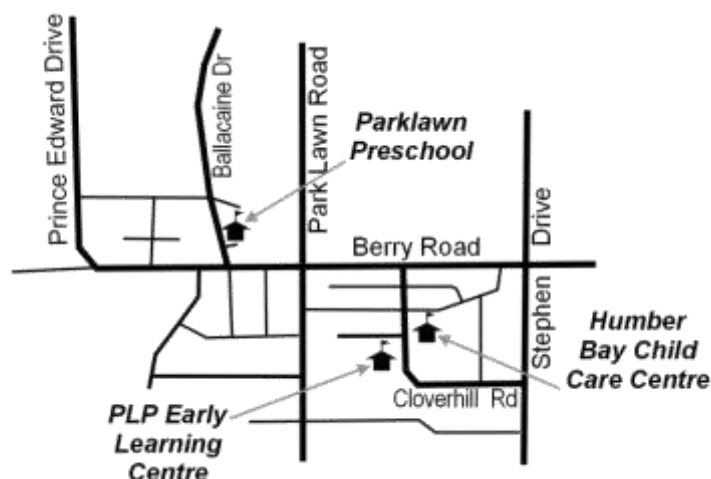 Prince Edward Drive
Ballacaine Dr
Park Lawn Road
Parklawn
Preschool
Berry Road
Stephen Drive
Humber
Bay Child
Care Centre
Cloverhill Rd
PLP Early
Learning
Centre